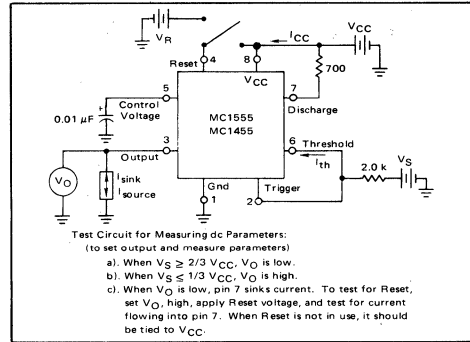 V_R
I_CC
V_CC
Reset
4
8
V_CC
700
5
7
Control
Voltage
Discharge
0.01 μF
+
MC1555
MC1455
3
6
Output
Threshold
I_th
V_O
I_sink
I_source
2.0 k
V_S
Gnd
1
Trigger
2
Test Circuit for Measuring dc Parameters:
(to set output and measure parameters)
a). When V_S ≥ 2/3 V_CC, V_O is low.
b). When V_S ≤ 1/3 V_CC, V_O is high.
c). When V_O is low, pin 7 sinks current. To test for Reset,
set V_O, high, apply Reset voltage, and test for current
flowing into pin 7. When Reset is not in use, it should
be tied to V_CC.